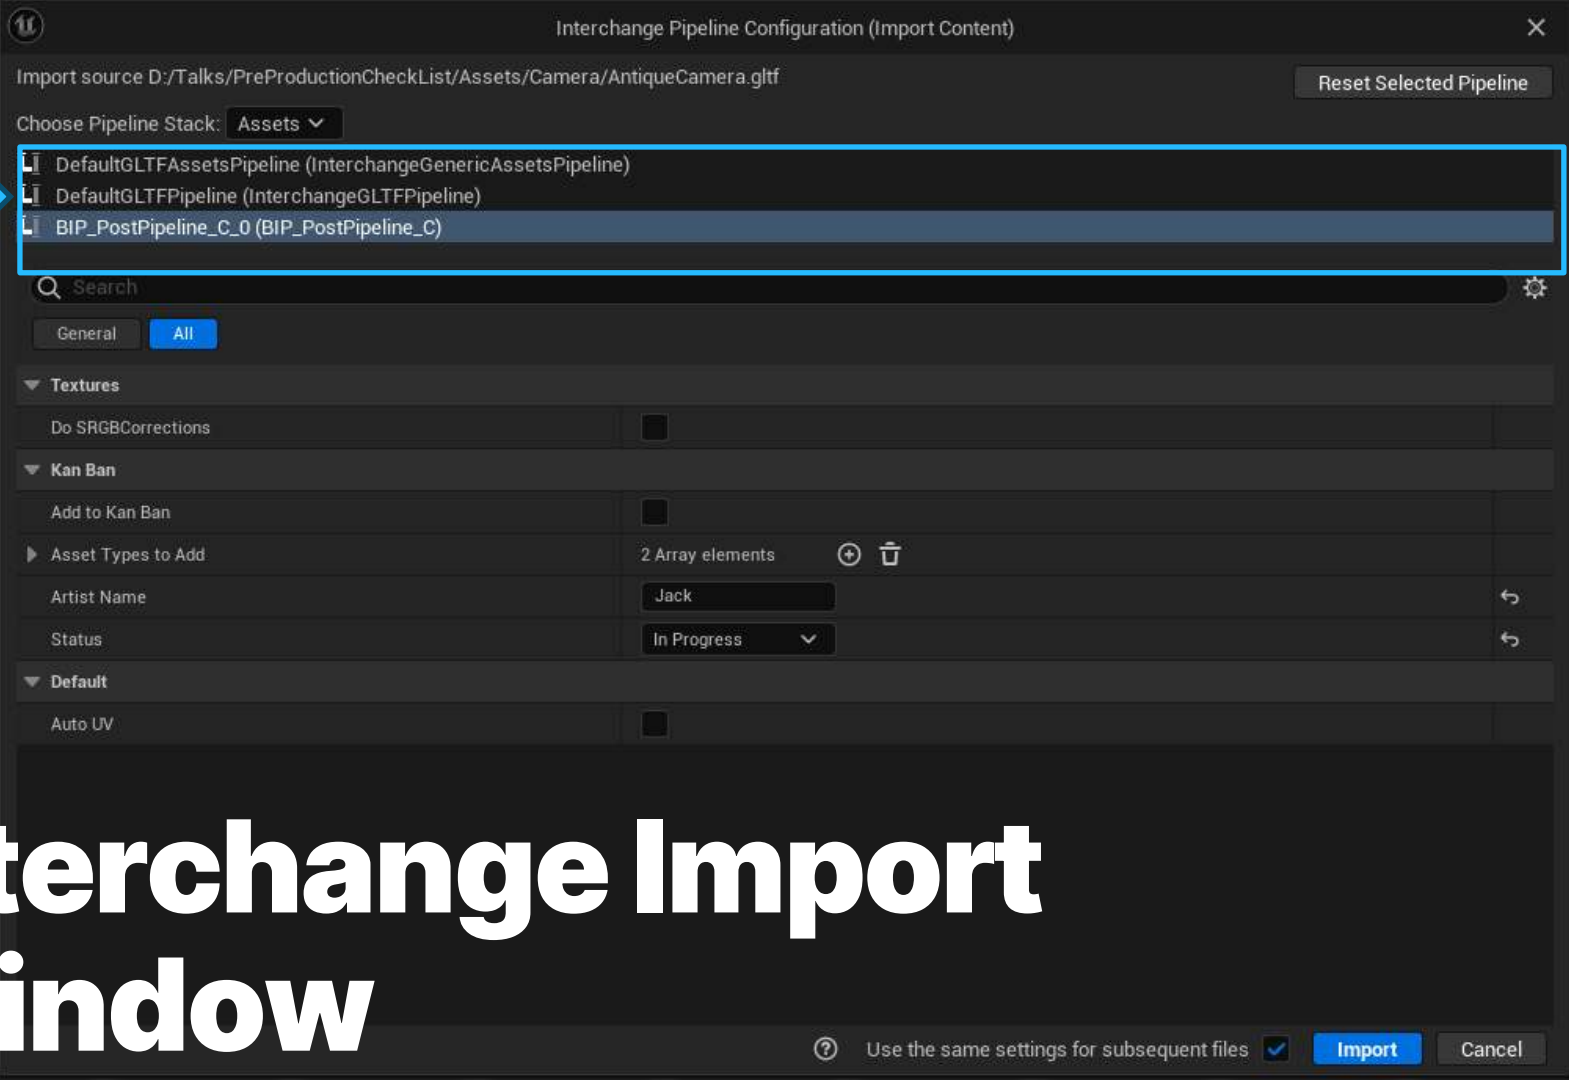 Interchange Pipeline Configuration (Import Content)
Import source D:/Talks/PreProductionCheckList/Assets/Camera/AntiqueCamera.gltf
Reset Selected Pipeline
Choose Pipeline Stack: Assets
DefaultGLTFAssetsPipeline (InterchangeGenericAssetsPipeline)
DefaultGLTFPipeline (InterchangeGLTFPipeline)
BIP_PostPipeline_C_0 (BIP_PostPipeline_C)
Search
General All
Textures
Do SRGBCorrections
Kan Ban
Add to Kan Ban
Asset Types to Add 2 Array elements
Artist Name Jack
Status In Progress
Default
Auto UV
terchange Import
indow
Use the same settings for subsequent files Import Cancel